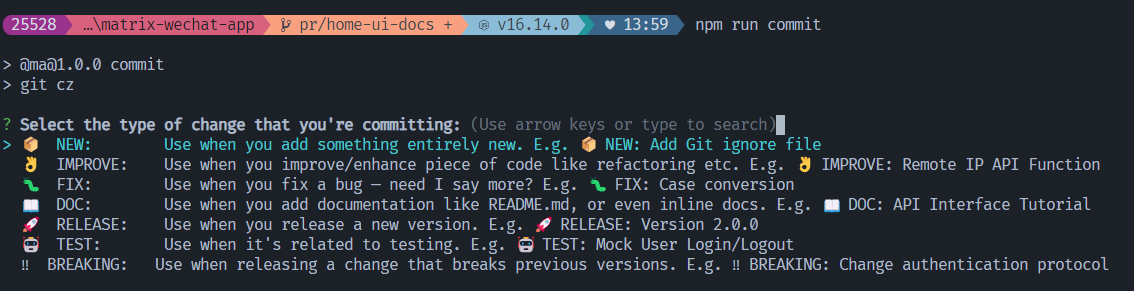 25528 …\matrix-wechat-app pr/home-ui-docs + v16.14.0 13:59 npm run commit
> @ma@1.0.0 commit
> git cz
? Select the type of change that you're committing: (Use arrow keys or type to search)
> 📦 NEW: Use when you add something entirely new. E.g. 📦 NEW: Add Git ignore file
👌 IMPROVE: Use when you improve/enhance piece of code like refactoring etc. E.g. 👌 IMPROVE: Remote IP API Function
🐛 FIX: Use when you fix a bug — need I say more? E.g. 🐛 FIX: Case conversion
📖 DOC: Use when you add documentation like README.md, or even inline docs. E.g. 📖 DOC: API Interface Tutorial
🚀 RELEASE: Use when you release a new version. E.g. 🚀 RELEASE: Version 2.0.0
🤖 TEST: Use when it's related to testing. E.g. 🤖 TEST: Mock User Login/Logout
‼ BREAKING: Use when releasing a change that breaks previous versions. E.g. ‼ BREAKING: Change authentication protocol